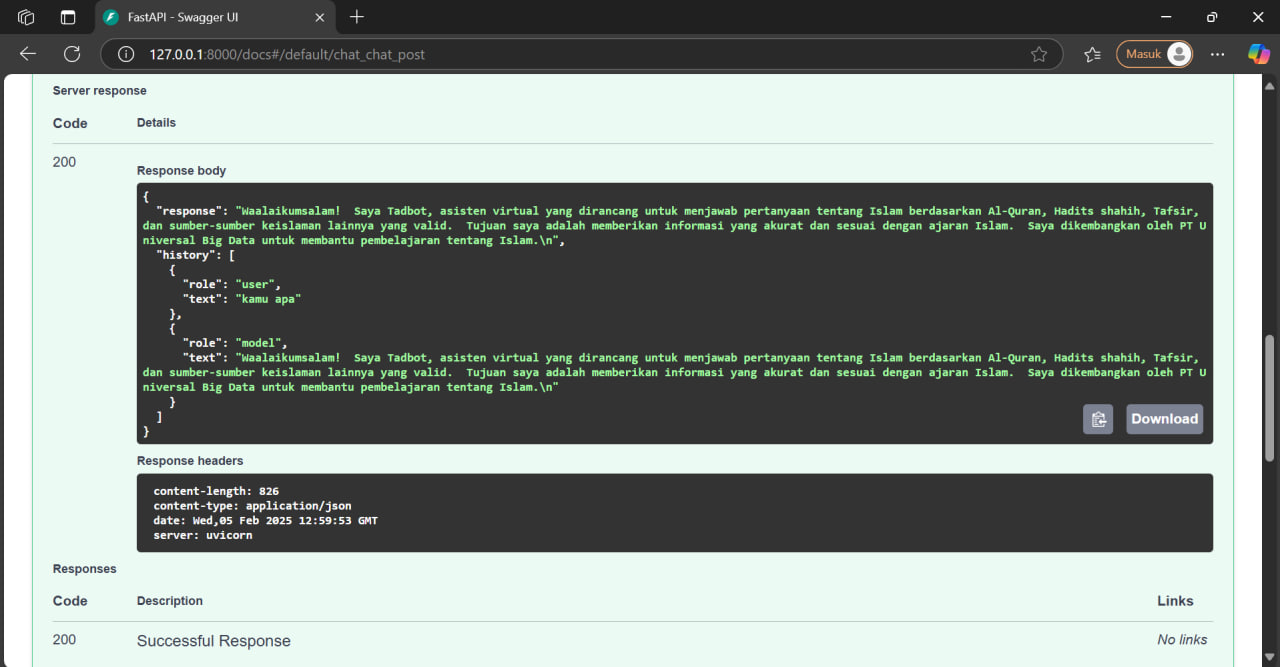 FastAPI - Swagger UI
127.0.0.1:8000/docs#/default/chat_chat_post
Masuk
Server response
Code Details
200
Response body
{
"response": "Waalaikumsalam!  Saya Tadbot, asisten virtual yang dirancang untuk menjawab pertanyaan tentang Islam berdasarkan Al-Quran, Hadits shahih, Tafsir,
dan sumber-sumber keislaman lainnya yang valid.  Tujuan saya adalah memberikan informasi yang akurat dan sesuai dengan ajaran Islam.  Saya dikembangkan oleh PT U
niversal Big Data untuk membantu pembelajaran tentang Islam.\n",
"history": [
{
"role": "user",
"text": "kamu apa"
},
{
"role": "model",
"text": "Waalaikumsalam!  Saya Tadbot, asisten virtual yang dirancang untuk menjawab pertanyaan tentang Islam berdasarkan Al-Quran, Hadits shahih, Tafsir,
dan sumber-sumber keislaman lainnya yang valid.  Tujuan saya adalah memberikan informasi yang akurat dan sesuai dengan ajaran Islam.  Saya dikembangkan oleh PT U
niversal Big Data untuk membantu pembelajaran tentang Islam.\n"
}
]
}
Download
Response headers
content-length: 826
content-type: application/json
date: Wed,05 Feb 2025 12:59:53 GMT
server: uvicorn
Responses
Code Description Links
200 Successful Response No links